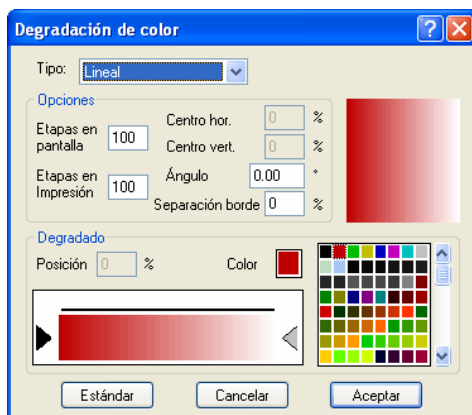 Degradación de color
Tipo: Lineal
Opciones
Etapas en pantalla 100
Centro hor. 0 %
Centro vert. 0 %
Etapas en Impresión 100
Ángulo 0.00 °
Separación borde 0 %
Degradado
Posición 0 %
Color
Estándar
Cancelar
Aceptar